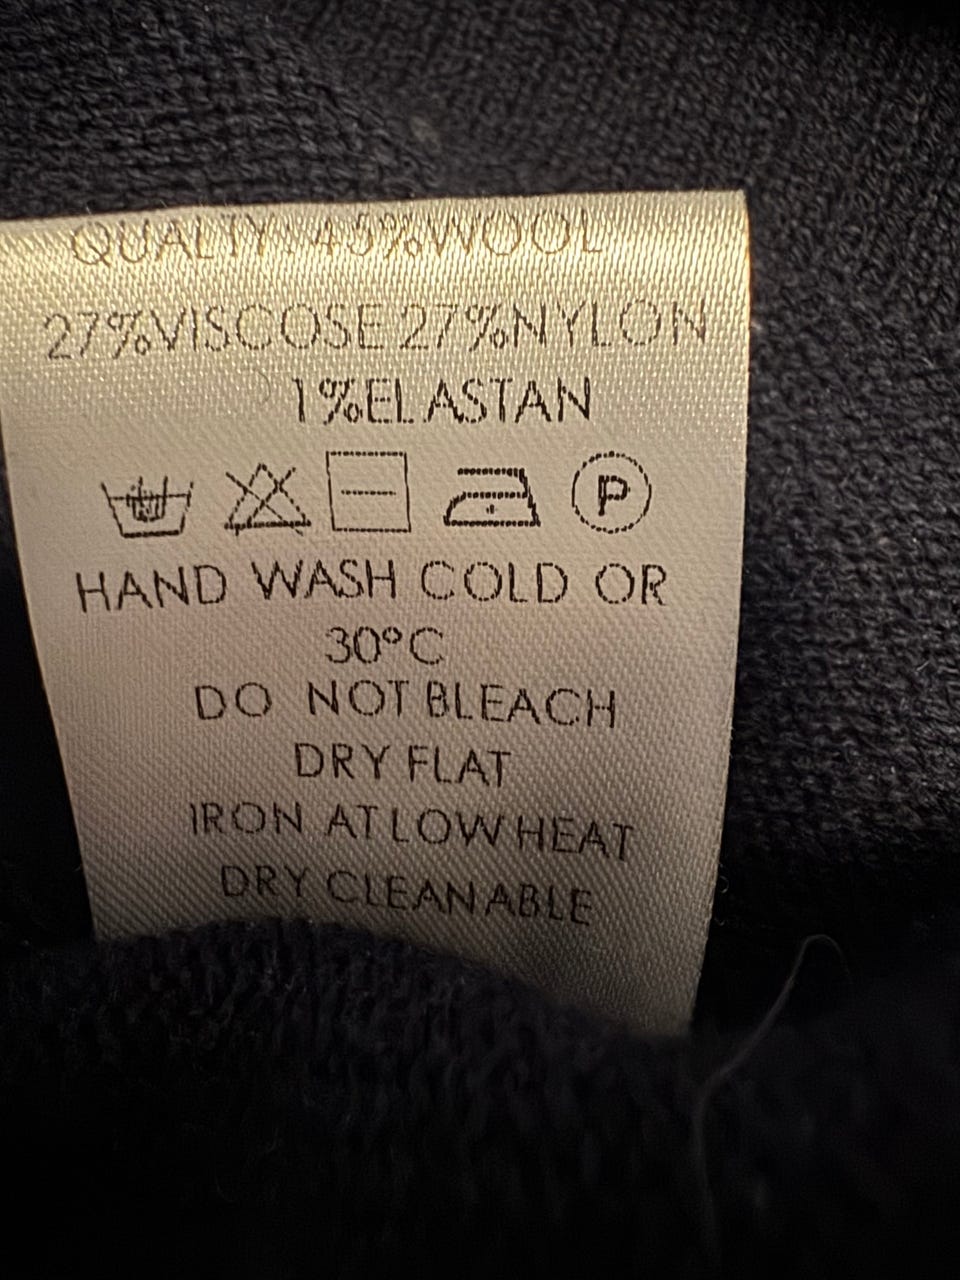 QUALTY: 45%WOOL
27%VISCOSE 27%NYLON
1%ELASTAN
P
HAND WASH COLD OR
30°C
DO NOT BLEACH
DRY FLAT
IRON AT LOW HEAT
DRY CLEANABLE